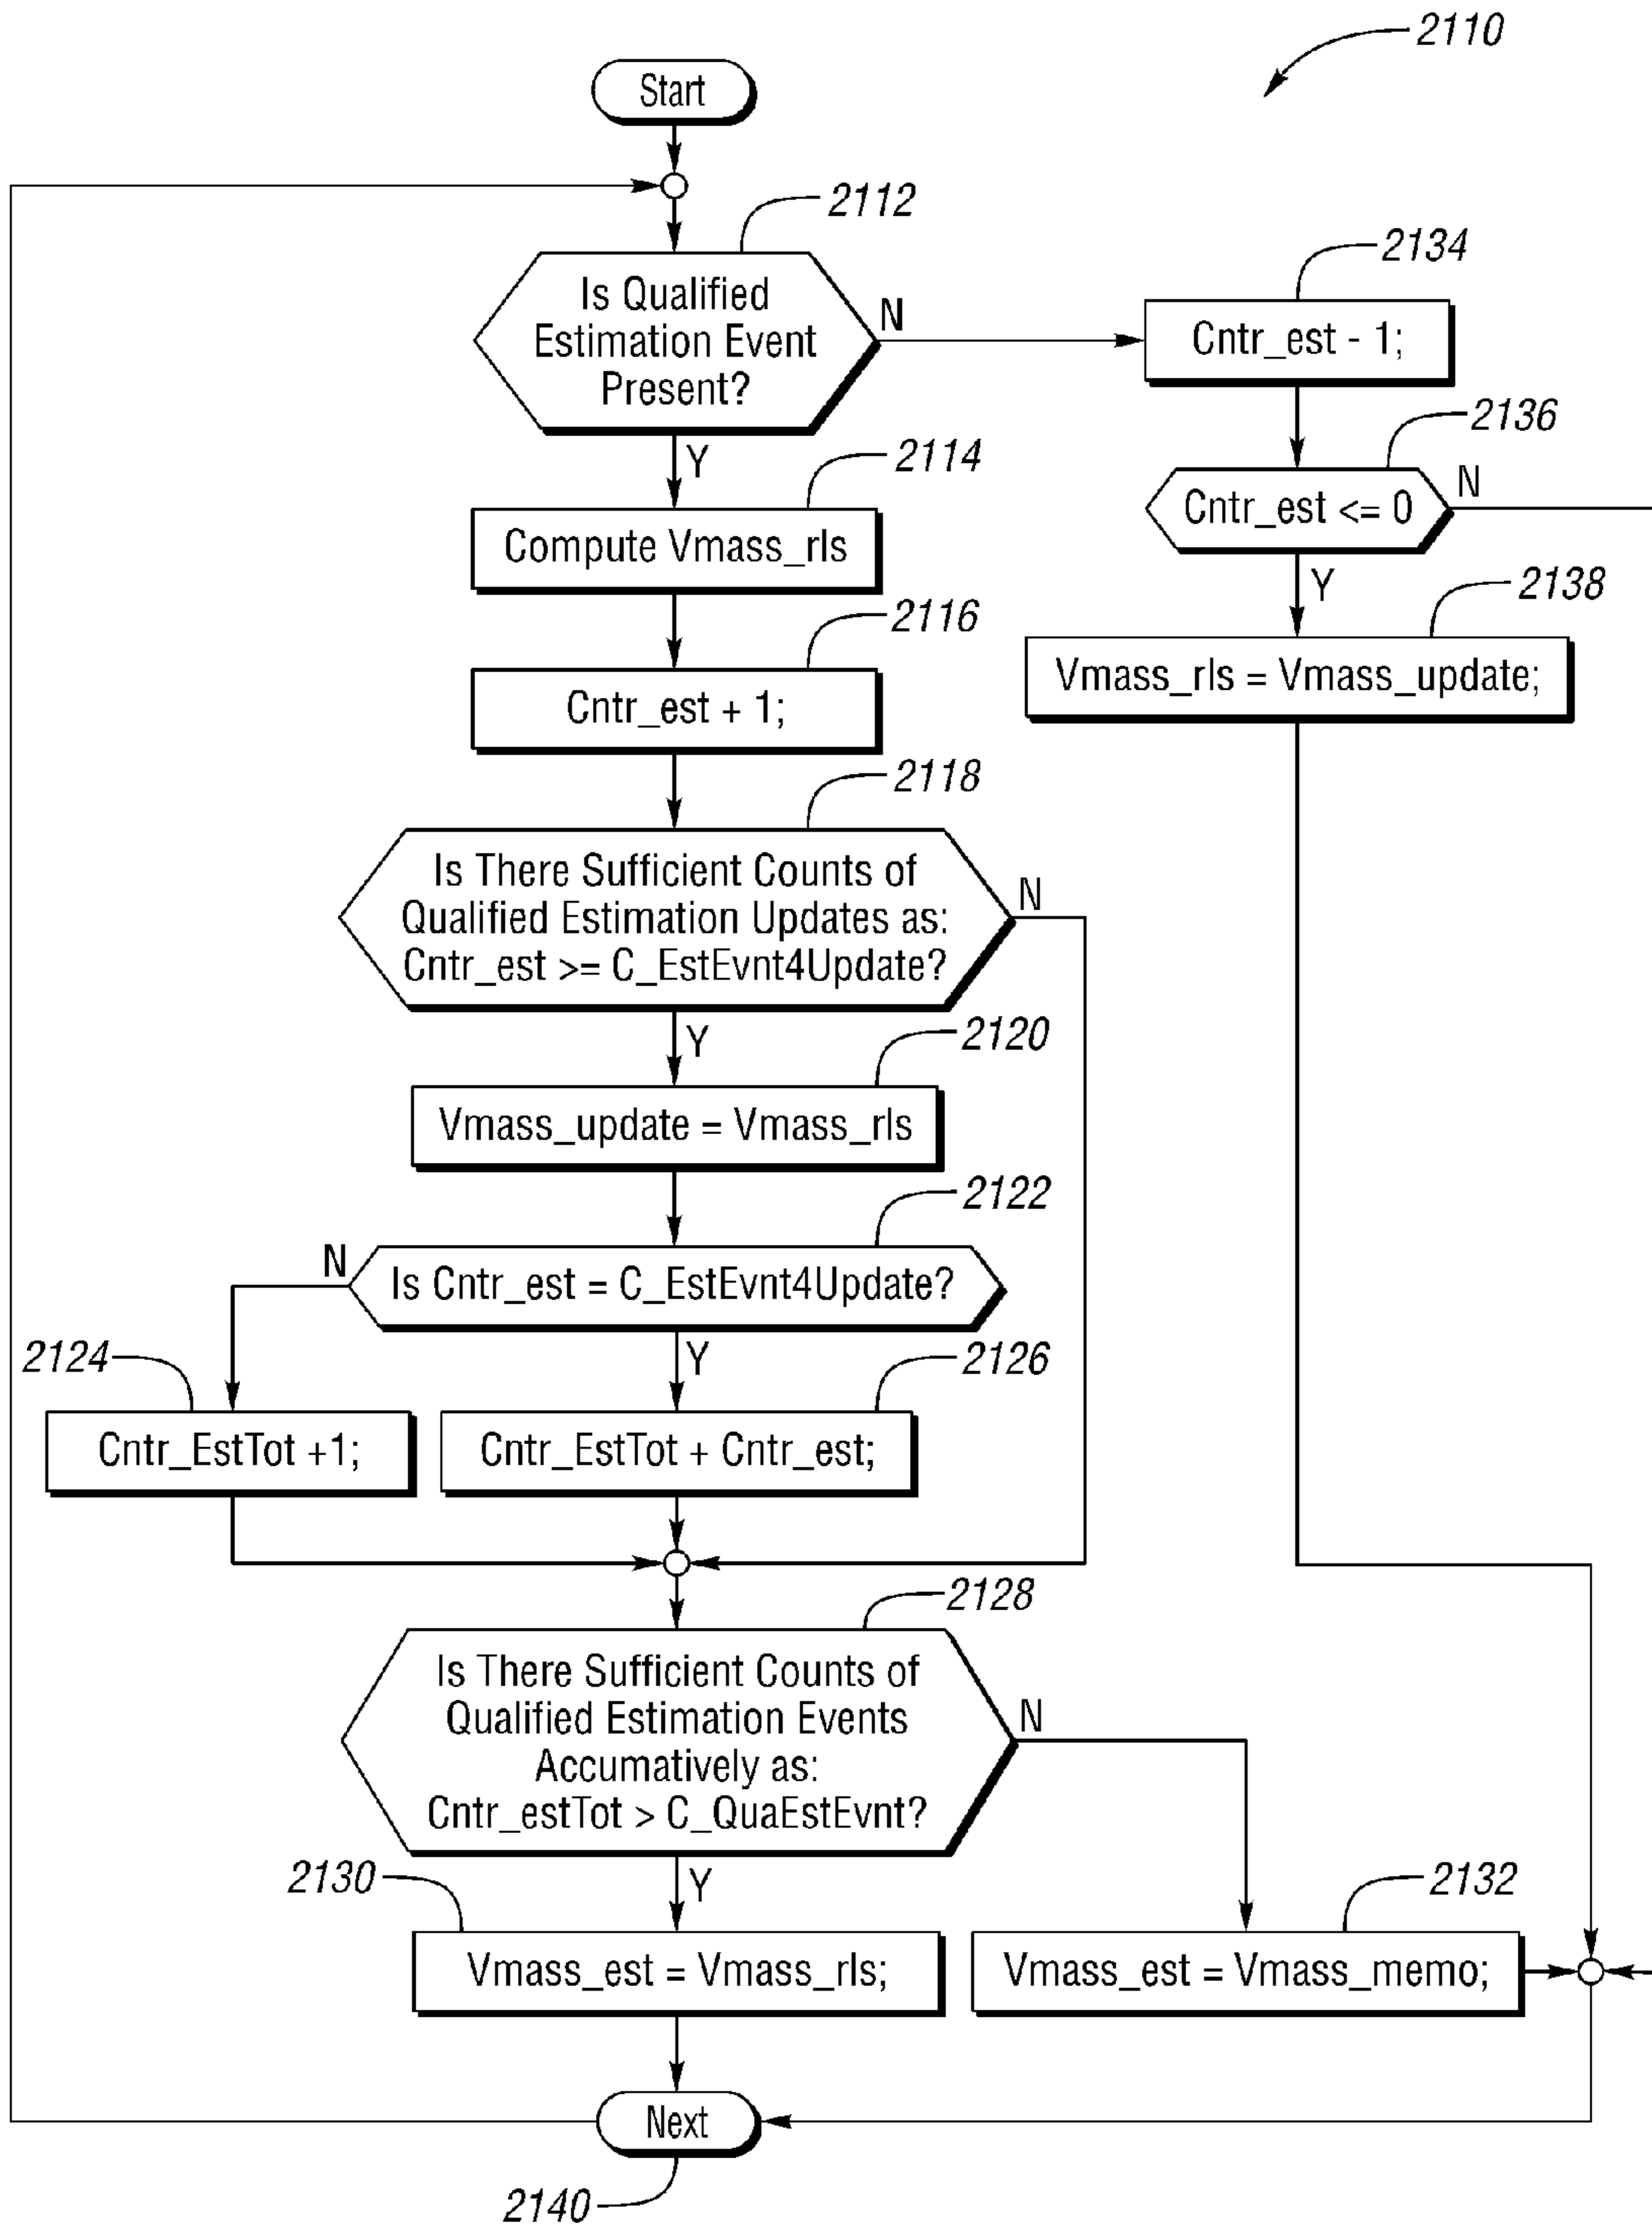 2110
Start
2112
Is Qualified
Estimation Event
Present?
N
2134
Cntr_est - 1;
2136
Cntr_est <= 0
N
Y
2138
Vmass_rls = Vmass_update;
Y
2114
Compute Vmass_rls
2116
Cntr_est + 1;
2118
Is There Sufficient Counts of
Qualified Estimation Updates as:
Cntr_est >= C_EstEvnt4Update?
N
Y
2120
Vmass_update = Vmass_rls
2122
Is Cntr_est = C_EstEvnt4Update?
N
Y
2124
Cntr_EstTot +1;
2126
Cntr_EstTot + Cntr_est;
2128
Is There Sufficient Counts of
Qualified Estimation Events
Accumatively as:
Cntr_estTot > C_QuaEstEvnt?
N
Y
2130
Vmass_est = Vmass_rls;
2132
Vmass_est = Vmass_memo;
Next
2140